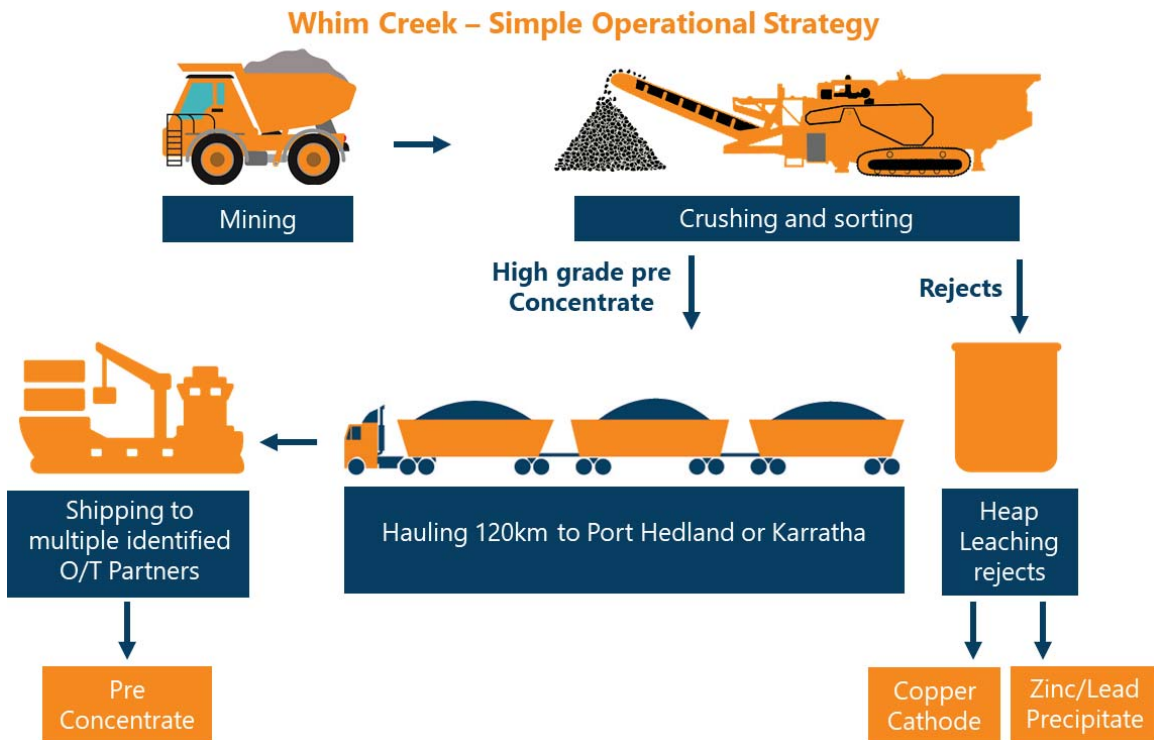 Whim Creek – Simple Operational Strategy
Mining
Crushing and sorting
High grade pre
Concentrate
Rejects
Shipping to
multiple identified
O/T Partners
Hauling 120km to Port Hedland or Karratha
Heap
Leaching
rejects
Pre
Concentrate
Copper
Cathode
Zinc/Lead
Precipitate